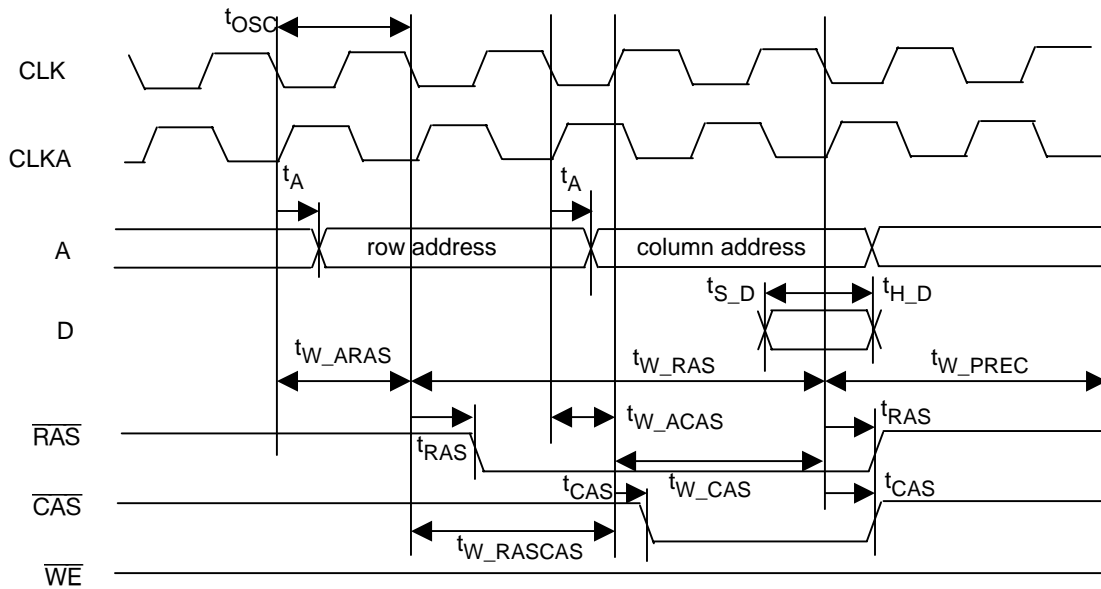 tOSC
CLK
CLKA
tA tA
A row address column address
tS_D tH_D
D
tW_ARAS tW_RAS tW_PREC
RAS tRAS tW_ACAS tRAS
CAS tCAS tW_CAS tCAS
tW_RASCAS
WE